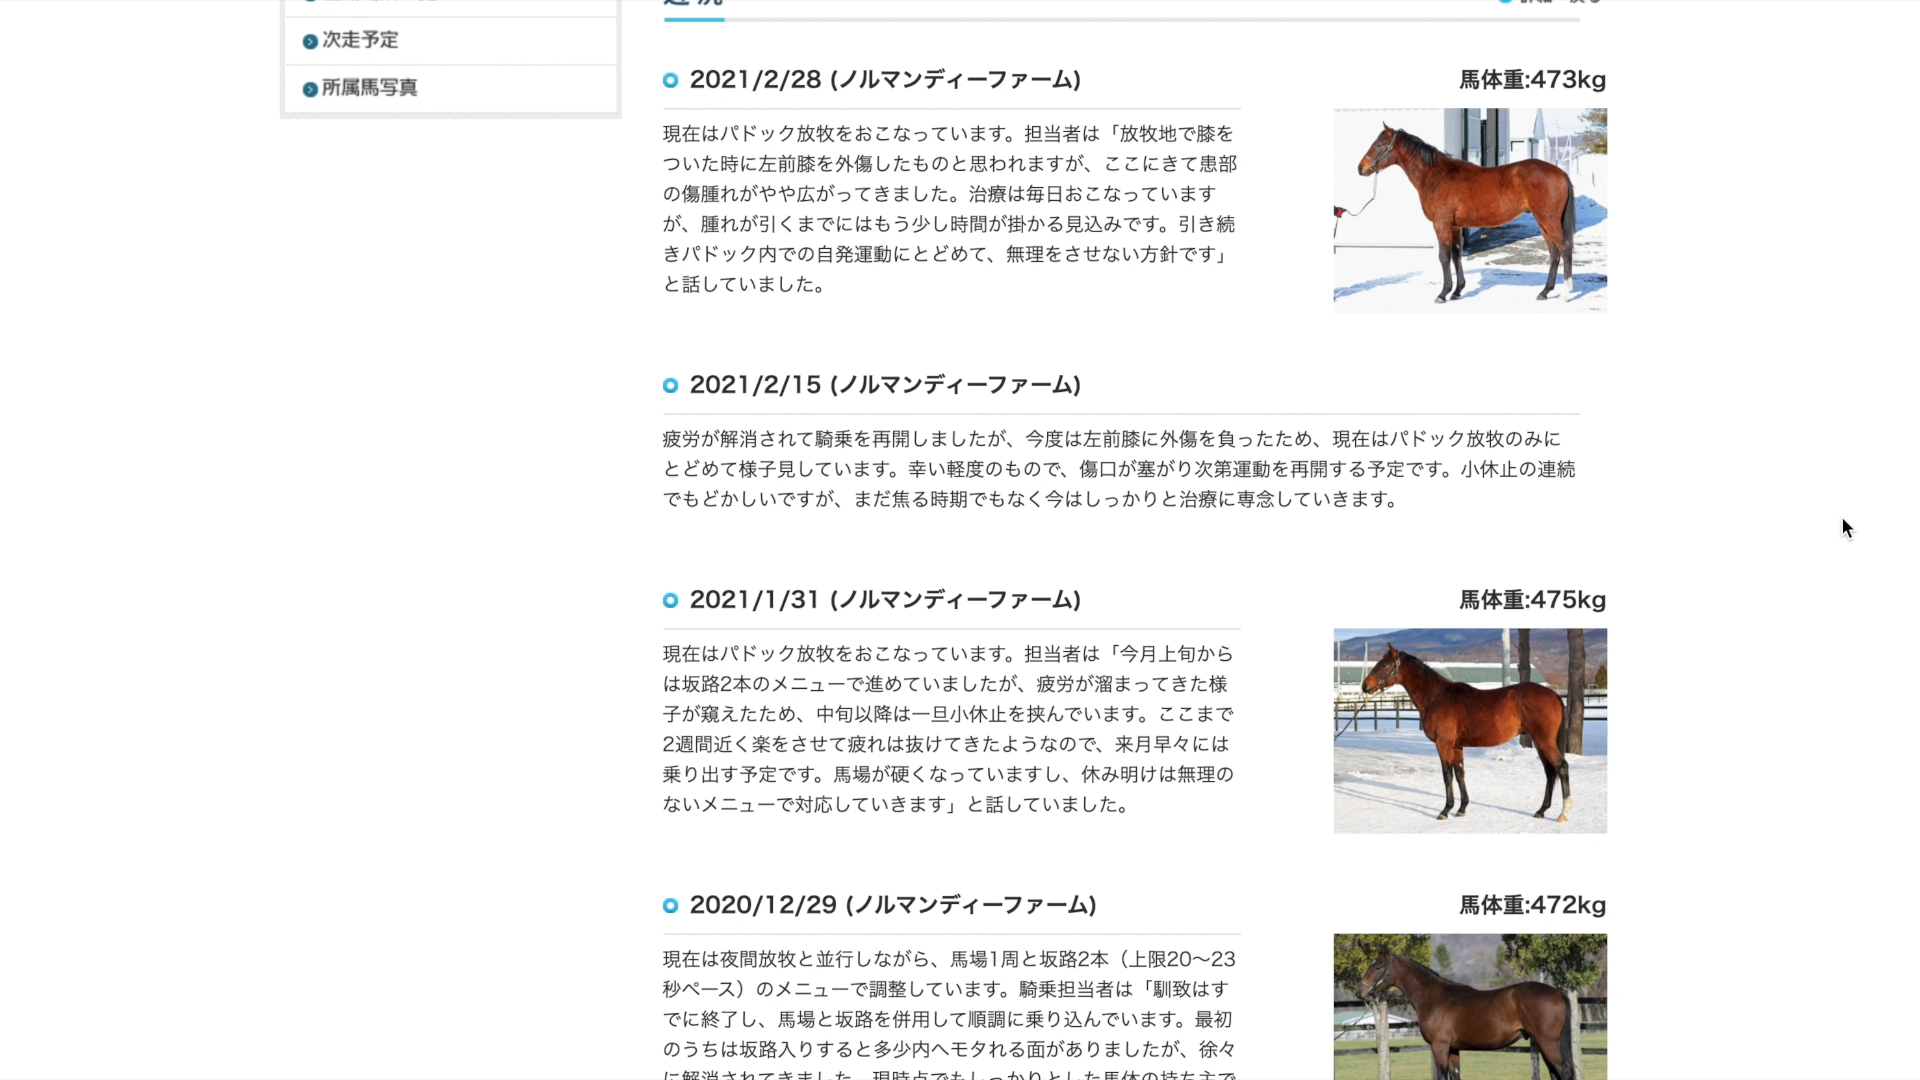 次走予定
所属馬写真
近況
2021/2/28 (ノルマンディーファーム)
馬体重:473kg
現在はパドック放牧をおこなっています。担当者は「放牧地で膝を
ついた時に左前膝を外傷したものと思われますが、ここにきて患部
の傷腫れがやや広がってきました。治療は毎日おこなっています
が、腫れが引くまでにはもう少し時間が掛かる見込みです。引き続
きパドック内での自発運動にとどめて、無理をさせない方針です」
と話していました。
2021/2/15 (ノルマンディーファーム)
疲労が解消されて騎乗を再開しましたが、今度は左前膝に外傷を負ったため、現在はパドック放牧のみに
とどめて様子見しています。幸い軽度のもので、傷口が塞がり次第運動を再開する予定です。小休止の連続
でもどかしいですが、まだ焦る時期でもなく今はしっかりと治療に専念していきます。
2021/1/31 (ノルマンディーファーム)
馬体重:475kg
現在はパドック放牧をおこなっています。担当者は「今月上旬から
は坂路2本のメニューで進めていましたが、疲労が溜まってきた様
子が窺えたため、中旬以降は一旦小休止を挟んでいます。ここまで
2週間近く楽をさせて疲れは抜けてきたようなので、来月早々には
乗り出す予定です。馬場が硬くなっていますし、休み明けは無理の
ないメニューで対応していきます」と話していました。
2020/12/29 (ノルマンディーファーム)
馬体重:472kg
現在は夜間放牧と並行しながら、馬場1周と坂路2本（上限20〜23
秒ペース）のメニューで調整しています。騎乗担当者は「馴致はす
でに終了し、馬場と坂路を併用して順調に乗り込んでいます。最初
のうちは坂路入りすると多少内へモタれる面がありましたが、徐々
に解消されてきました。現時点でもしっかりとした馬体の持ち主で